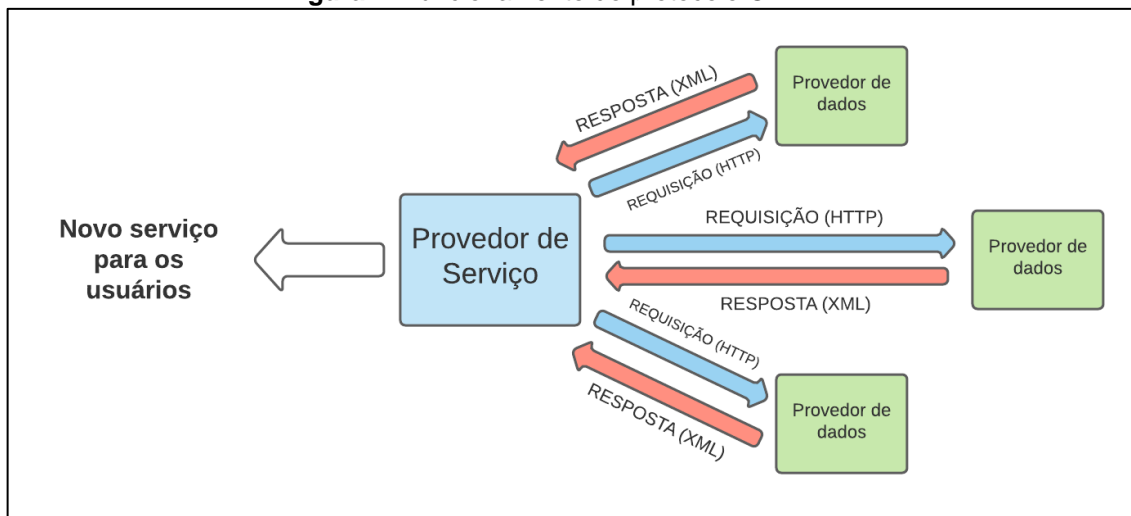 RESPOSTA (XML)
REQUISIÇÃO (HTTP)
Provedor de
dados
Novo serviço
para os
usuários
Provedor de
Serviço
REQUISIÇÃO (HTTP)
RESPOSTA (XML)
Provedor de
dados
REQUISIÇÃO (HTTP)
RESPOSTA (XML)
Provedor de
dados